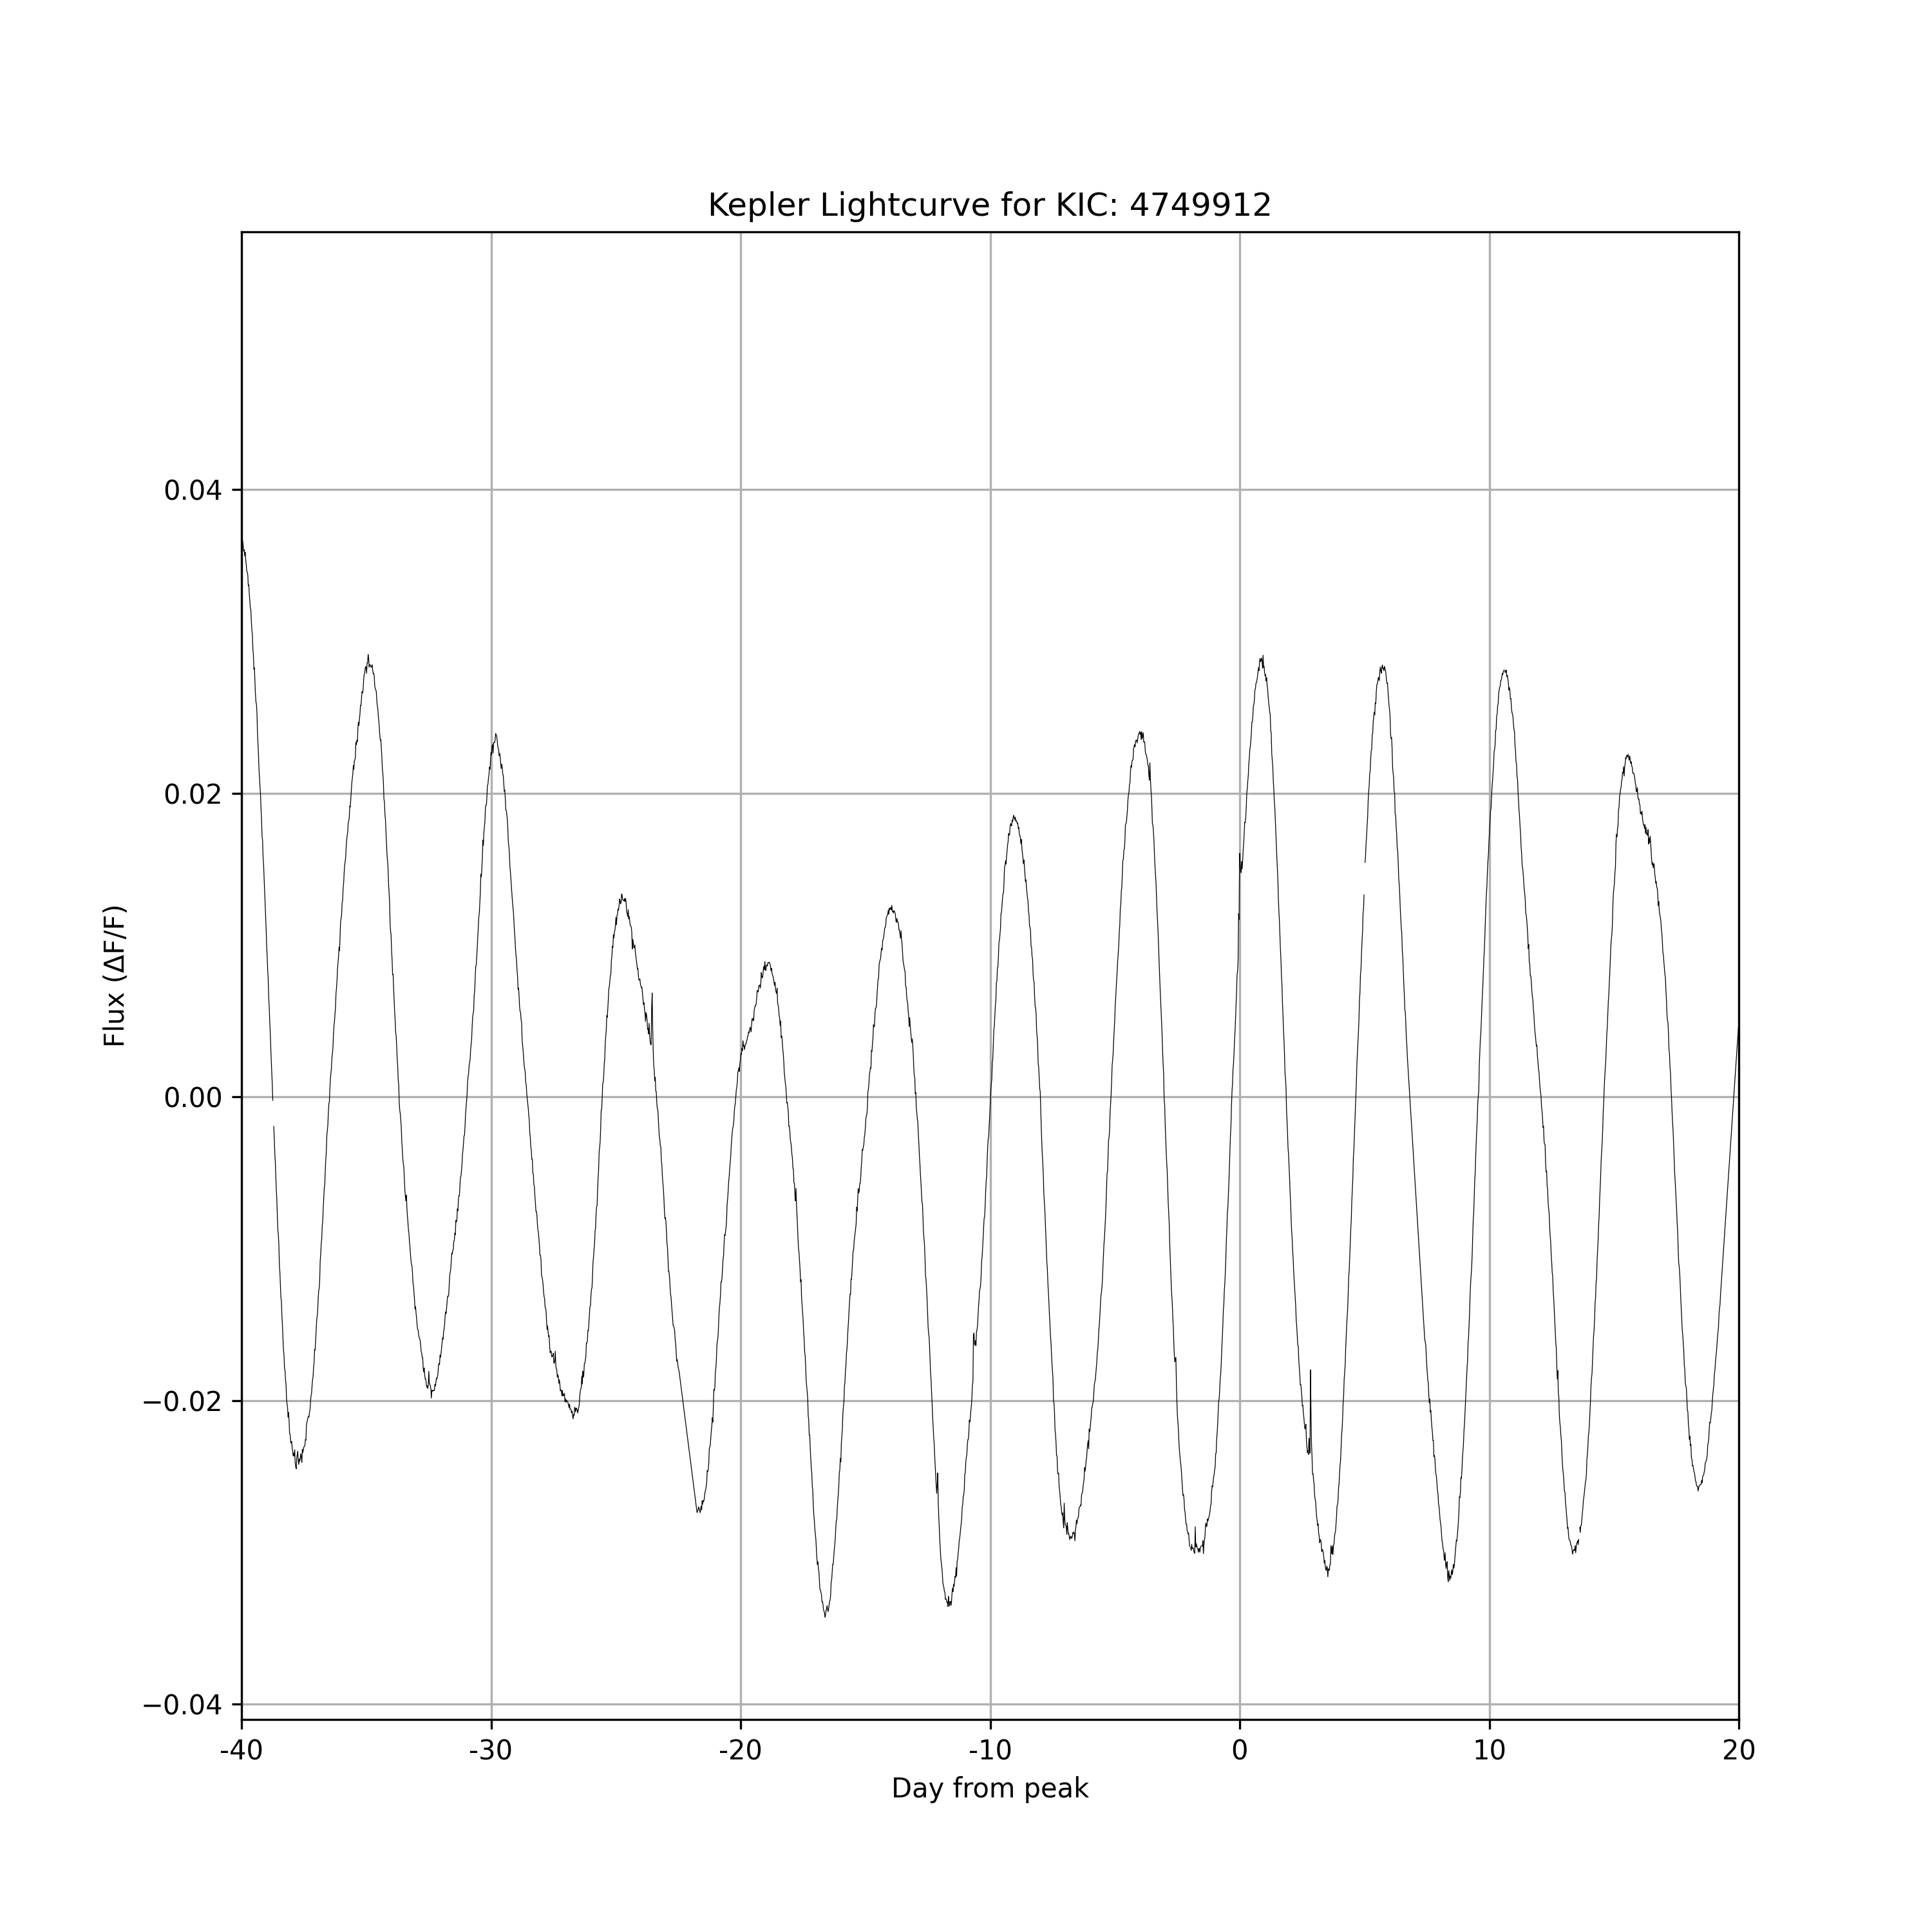 Kepler Lightcurve for KIC: 4749912
0.04
0.02
0.00
−0.02
−0.04
Flux (ΔF/F)
-40 -30 -20 -10 0 10 20
Day from peak